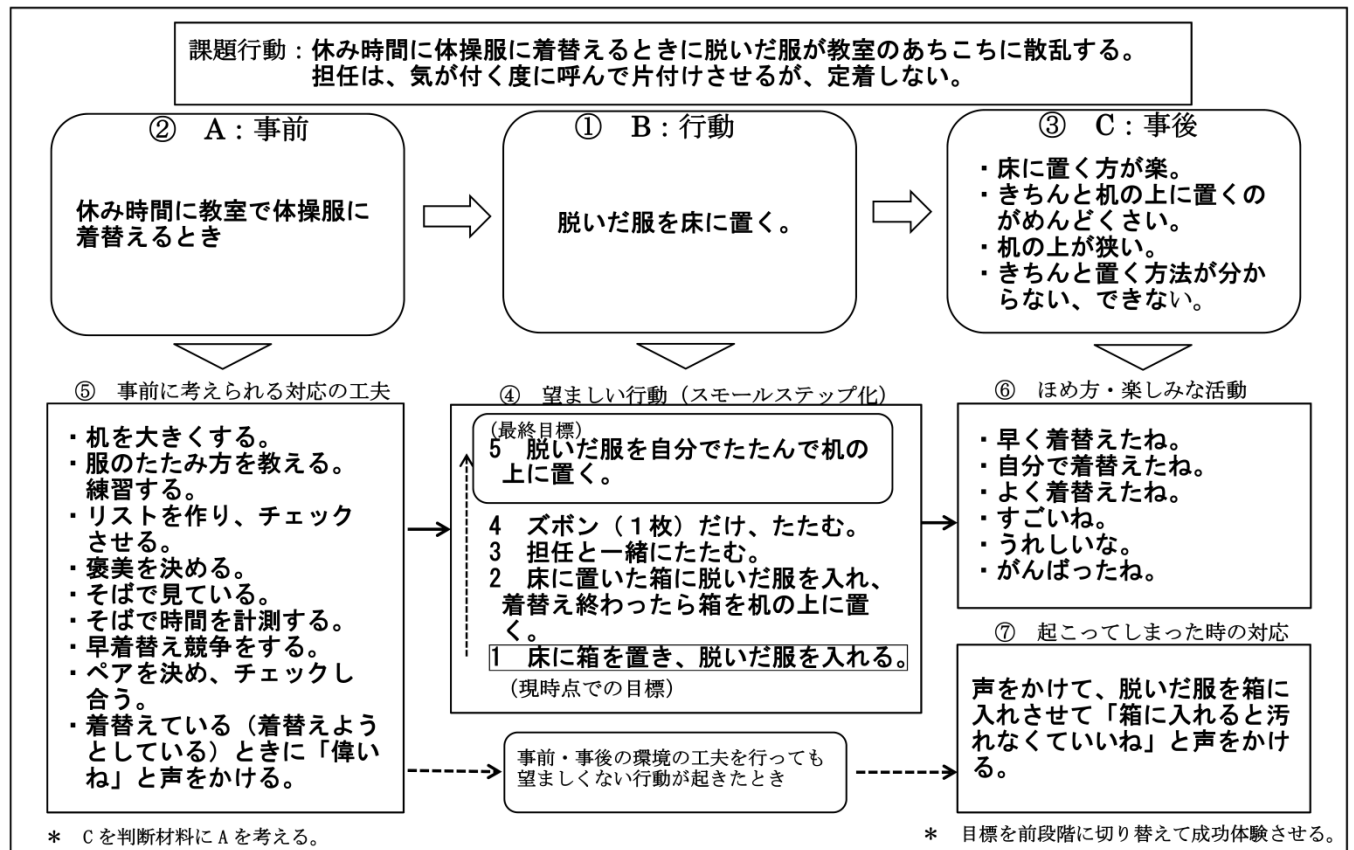 課題行動：休み時間に体操服に着替えるときに脱いだ服が教室のあちこちに散乱する。
担任は、気が付く度に呼んで片付けさせるが、定着しない。
② A：事前
休み時間に教室で体操服に
着替えるとき
① B：行動
脱いだ服を床に置く。
③ C：事後
・床に置く方が楽。
・きちんと机の上に置くの
がめんどくさい。
・机の上が狭い。
・きちんと置く方法が分か
らない、できない。
⑤ 事前に考えられる対応の工夫
・机を大きくする。
・服のたたみ方を教える。
練習する。
・リストを作り、チェック
させる。
・褒美を決める。
・そばで見ている。
・そばで時間を計測する。
・早着替え競争をする。
・ペアを決め、チェックし
合う。
・着替えている（着替えよう
としている）ときに「偉い
ね」と声をかける。
＊ Cを判断材料にAを考える。
④ 望ましい行動（スモールステップ化）
(最終目標)
5 脱いだ服を自分でたたんで机の
上に置く。
4 ズボン（１枚）だけ、たたむ。
3 担任と一緒にたたむ。
2 床に置いた箱に脱いだ服を入れ、
着替え終わったら箱を机の上に置
く。
1 床に箱を置き、脱いだ服を入れる。
(現時点での目標)
事前・事後の環境の工夫を行っても
望ましくない行動が起きたとき
⑥ ほめ方・楽しみな活動
・早く着替えたね。
・自分で着替えたね。
・よく着替えたね。
・すごいね。
・うれしいな。
・がんばったね。
⑦ 起こってしまった時の対応
声をかけて、脱いだ服を箱に
入れさせて「箱に入れると汚
れなくていいね」と声をかけ
る。
＊ 目標を前段階に切り替えて成功体験させる。